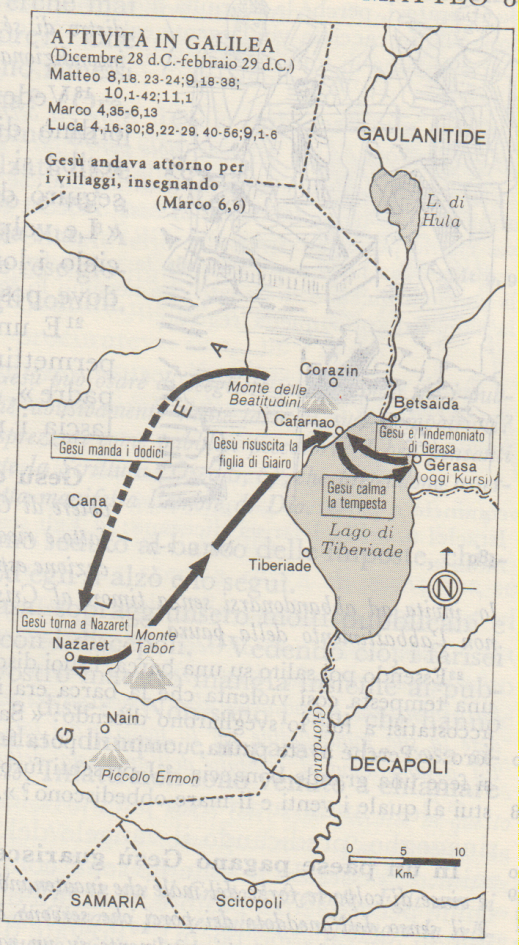 MATTEO 8
ATTIVITÀ IN GALILEA
(Dicembre 28 d.C.-febbraio 29 d.C.)
Matteo 8,18. 23-24;9,18-38;
10,1-42;11,1
Marco 4,35-6,13
Luca 4,16-30;8,22-29. 40-56;9,1-6
Gesù andava attorno per
i villaggi, insegnando
(Marco 6,6)
GAULANITIDE
L. di
Hula
Corazin
Monte delle
Beatitudini
Betsaida
Cafarnao
Gesù e l'indemoniato
di Gerasa
Gesù manda i dodici
Gesù risuscita la
figlia di Giairo
Gérasa
(oggi Kursi)
Gesù calma
la tempesta
Cana
Lago di
Tiberiade
Tiberiade
N
Gesù torna a Nazaret
Nazaret
Monte
Tabor
GALILEA
Nain
Giordano
DECAPOLI
Piccolo Ermon
0 5 10
Km.
SAMARIA
Scitopoli